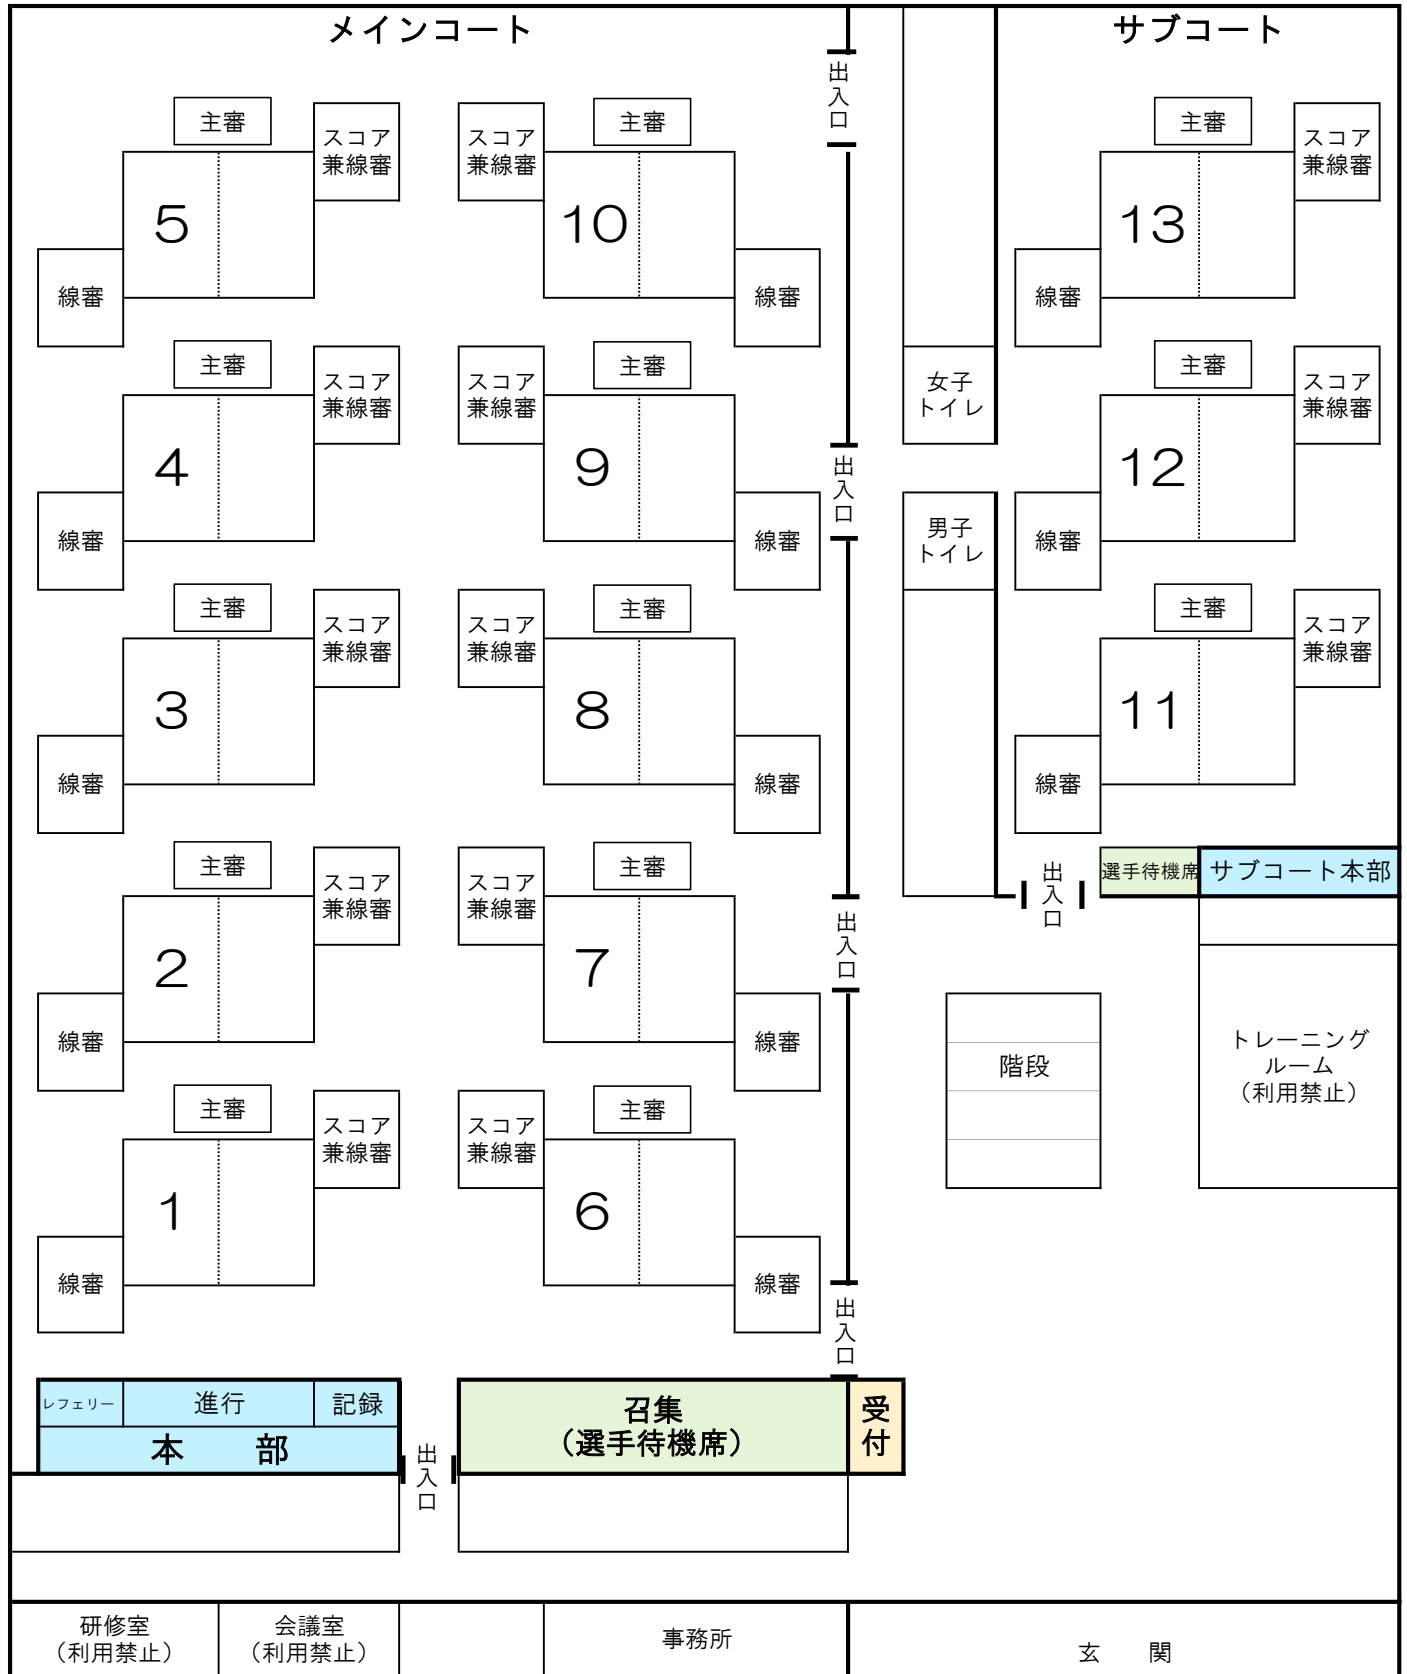 メインコート
サブコート
出入口
主審
スコア
兼線審
スコア
兼線審
主審
主審
スコア
兼線審
5
10
13
線審
線審
線審
主審
スコア
兼線審
スコア
兼線審
主審
女子
トイレ
主審
スコア
兼線審
4
9
出入口
12
線審
線審
男子
トイレ
線審
主審
スコア
兼線審
スコア
兼線審
主審
主審
スコア
兼線審
3
8
11
線審
線審
線審
主審
スコア
兼線審
スコア
兼線審
主審
出入口
選手待機席
サブコート本部
2
7
出入口
線審
線審
階段
トレーニング
ルーム
（利用禁止）
主審
スコア
兼線審
スコア
兼線審
主審
1
6
線審
線審
出入口
レフェリー
進行
記録
本　部
出入口
召集
（選手待機席）
受付
研修室
（利用禁止）
会議室
（利用禁止）
事務所
玄　関